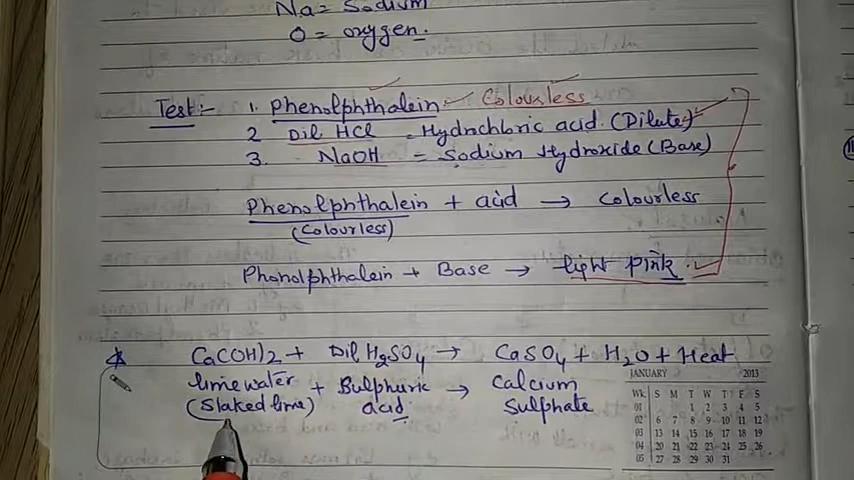 Na = Sodium
O = oxygen.
Test:- 1. Phenolphthalein - Colourless
2 Dil HCl = Hydrochloric acid. (Dilute)
3. NaOH = Sodium Hydroxide (Base)
Phenolphthalein + acid → Colourless
(Colourless)
Phonolphthalein + Base → light pink.
Ca(OH)2 + Dil H2SO4 → CaSO4 + H2O + Heat
limewater + Sulphuric → Calcium
(Slaked lime) acid. Sulphate
JANUARY 2013
Wk S M T W T F S
01 1 2 3 4 5
02 6 7 8 9 10 11 12
03 13 14 15 16 17 18 19
04 20 21 22 23 24 25 26
05 27 28 29 30 31